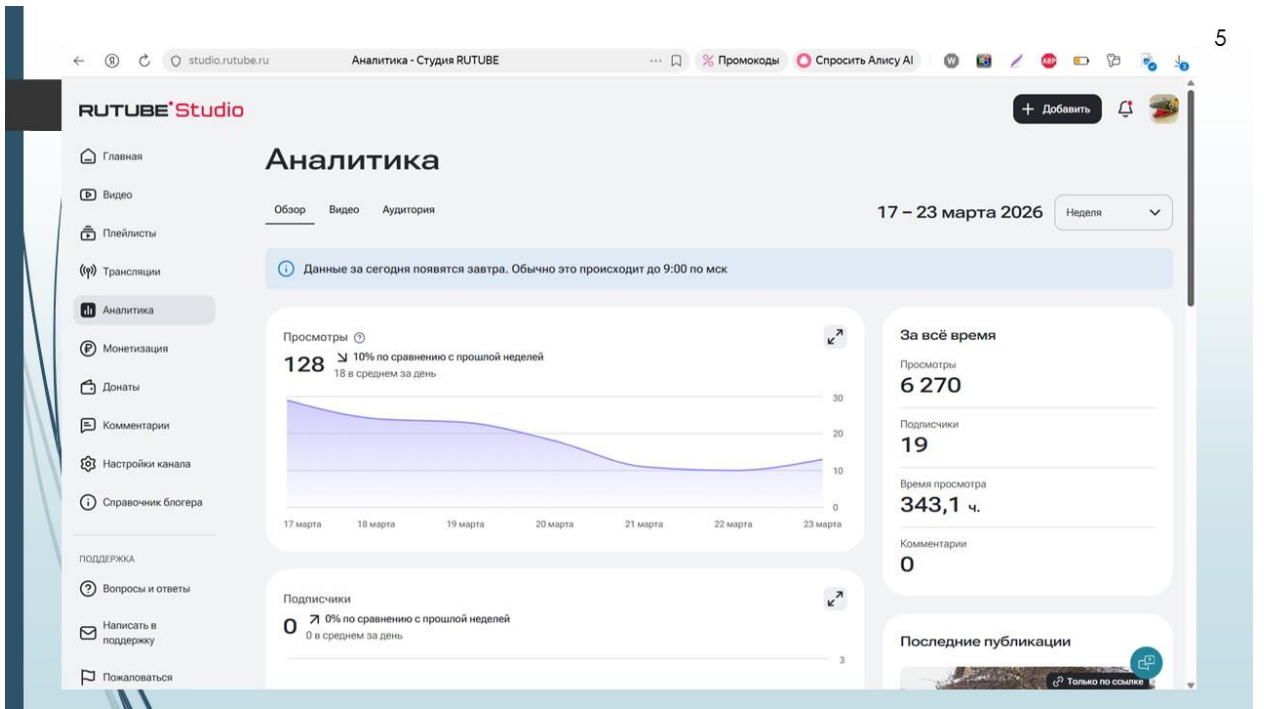 5
studio.rutube.ru
Аналитика - Студия RUTUBE
Промокоды
Спросить Алису AI
RUTUBE Studio
Добавить
Главная
Видео
Плейлисты
Трансляции
Аналитика
Монетизация
Донаты
Комментарии
Настройки канала
Справочник блогера
ПОДДЕРЖКА
Вопросы и ответы
Написать в
поддержку
Пожаловаться
Аналитика
Обзор Видео Аудитория
17 – 23 марта 2026
Неделя
Данные за сегодня появятся завтра. Обычно это происходит до 9:00 по мск
Просмотры
128
10% по сравнению с прошлой неделей
18 в среднем за день
30
20
10
0
17 марта 18 марта 19 марта 20 марта 21 марта 22 марта 23 марта
Подписчики
0
0% по сравнению с прошлой неделей
0 в среднем за день
3
За всё время
Просмотры
6 270
Подписчики
19
Время просмотра
343,1 ч.
Комментарии
0
Последние публикации
Только по ссылке